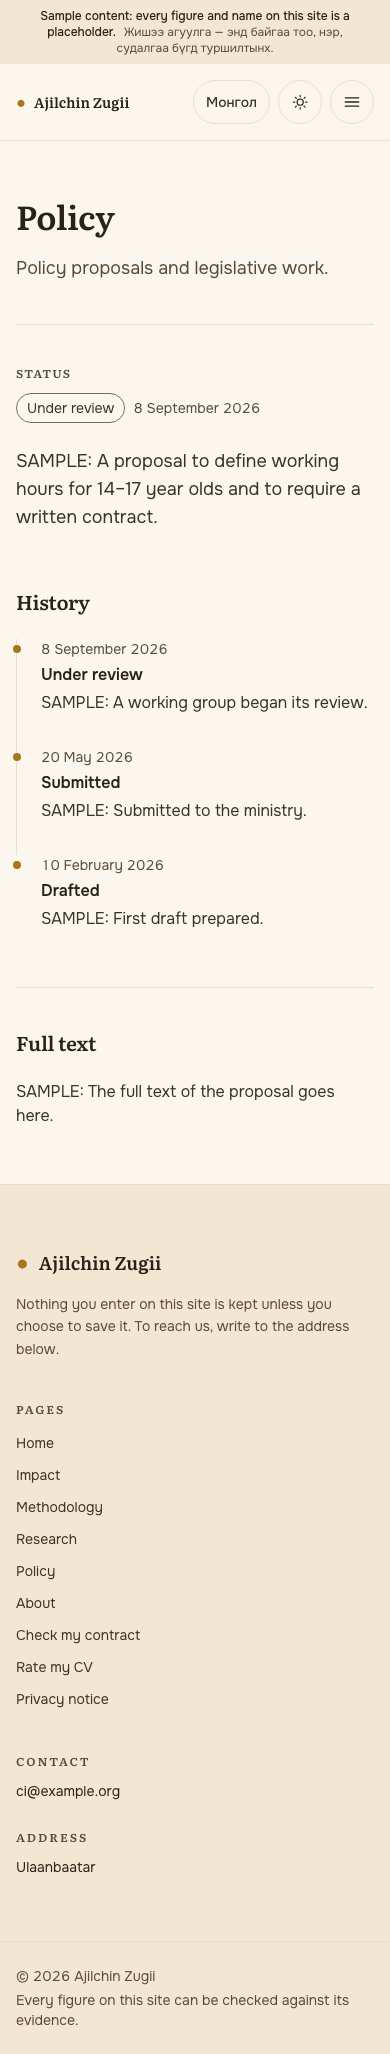 Sample content: every figure and name on this site is a
placeholder. Жишээ агуулга — энд байгаа тоо, нэр,
судалгаа бүгд туршилтынх.
Ajilchin Zugii
Монгол
Policy
Policy proposals and legislative work.
STATUS
Under review 8 September 2026
SAMPLE: A proposal to define working
hours for 14–17 year olds and to require a
written contract.
History
8 September 2026
Under review
SAMPLE: A working group began its review.
20 May 2026
Submitted
SAMPLE: Submitted to the ministry.
10 February 2026
Drafted
SAMPLE: First draft prepared.
Full text
SAMPLE: The full text of the proposal goes
here.
Ajilchin Zugii
Nothing you enter on this site is kept unless you
choose to save it. To reach us, write to the address
below.
PAGES
Home
Impact
Methodology
Research
Policy
About
Check my contract
Rate my CV
Privacy notice
CONTACT
ci@example.org
ADDRESS
Ulaanbaatar
© 2026 Ajilchin Zugii
Every figure on this site can be checked against its
evidence.